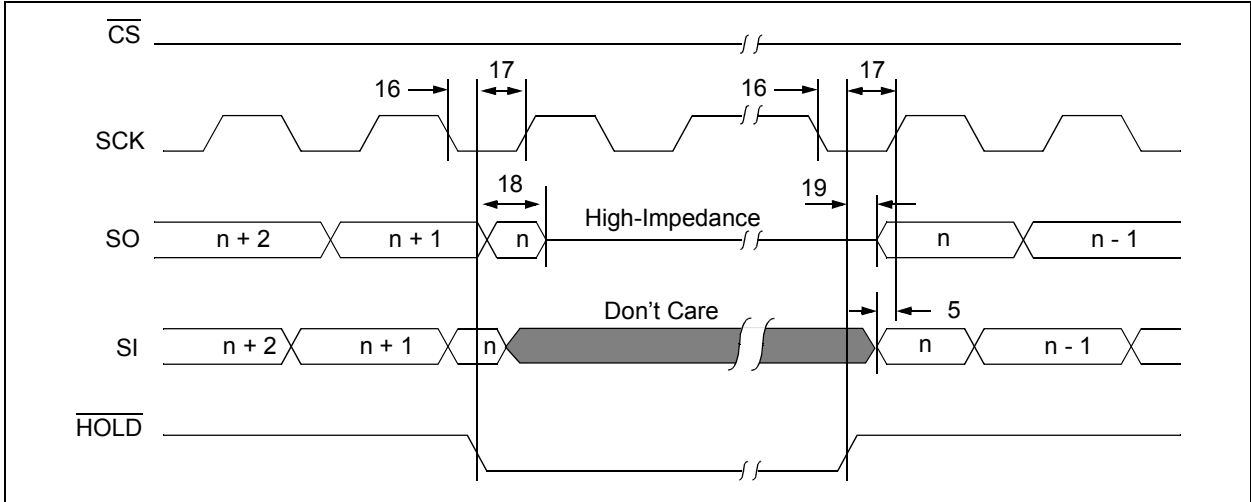 CS
16
17
16
17
SCK
18
19
High-Impedance
SO
n + 2
n + 1
n
n
n - 1
Don't Care
5
SI
n + 2
n + 1
n
n
n - 1
HOLD